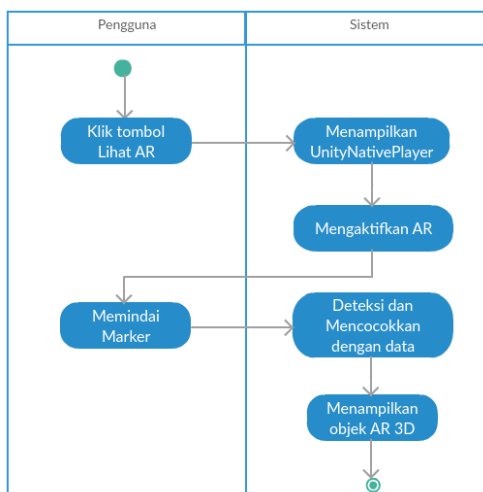 Pengguna
Sistem
Klik tombol
Lihat AR
Menampilkan
UnityNativePlayer
Mengaktifkan AR
Memindai
Marker
Deteksi dan
Mencocokkan
dengan data
Menampilkan
objek AR 3D